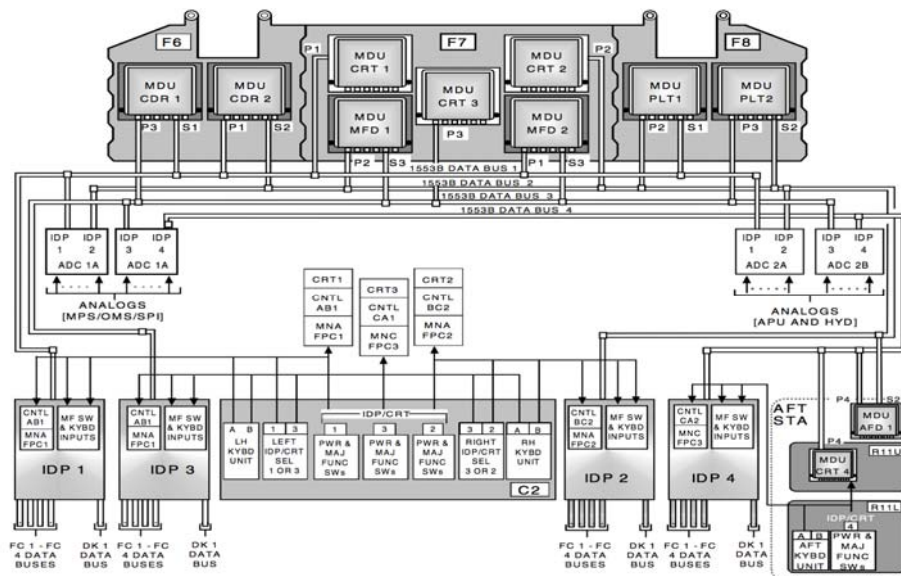 F6
F7
F8
MDU
CDR 1
MDU
CDR 2
P1
MDU
CRT 1
MDU
CRT 3
MDU
CRT 2
P2
MDU
MFD 1
MDU
MFD 2
MDU
PLT1
MDU
PLT2
P3 S1 P1 S2
P3
P2 S3
P1 S3
P2 S1 P3 S2
1553B DATA BUS 1
1553B DATA BUS 2
1553B DATA BUS 3
1553B DATA BUS 4
IDP 1 IDP 2
ADC 1A
IDP 3 IDP 4
ADC 1A
IDP 1 IDP 2
ADC 2A
IDP 3 IDP 4
ADC 2B
ANALOGS
[MPS/OMS/SPI]
ANALOGS
[APU AND HYD]
CRT1
CNTL
AB1
MNA
FPC1
CRT3
CNTL
CA1
MNC
FPC3
CRT2
CNTL
BC2
MNA
FPC2
CNTL
AB1
MNA
FPC1
MF SW
& KYBD
INPUTS
IDP 1
CNTL
AB1
MNA
FPC1
MF SW
& KYBD
INPUTS
IDP 3
A B
LH
KYBD
UNIT
1 3
LEFT
IDP/CRT
SEL
1 OR 3
IDP/CRT
1
PWR &
MAJ
FUNC
SWs
3
PWR &
MAJ
FUNC
SWs
2
PWR &
MAJ
FUNC
SWs
3 2
RIGHT
IDP/CRT
SEL
3 OR 2
A B
RH
KYBD
UNIT
C2
CNTL
BC2
MNA
FPC2
MF SW
& KYBD
INPUTS
IDP 2
CNTL
CA2
MNC
FPC3
MF SW
& KYBD
INPUTS
IDP 4
AFT
STA
P4 S2
MDU
AFD 1
P4
R11U
MDU
CRT 4
R11L
IDP/CRT
4
A B
AFT
KYBD
UNIT
PWR &
MAJ
FUNC
SWs
FC 1 - FC
4 DATA
BUSES
DK 1
DATA
BUS
FC 1 - FC
4 DATA
BUSES
DK 1
DATA
BUS
FC 1 - FC
4 DATA
BUSES
DK 1
DATA
BUS
FC 1 - FC
4 DATA
BUSES
DK 1
DATA
BUS